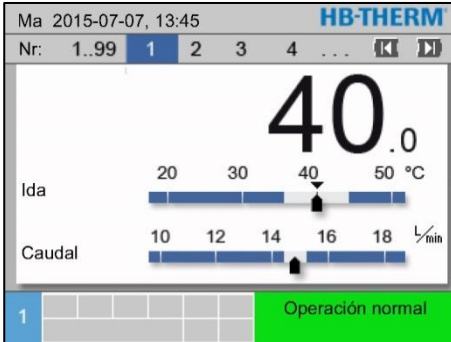 Ma 2015-07-07, 13:45 HB-THERM®
Nr: 1..99 1 2 3 4 ...
40.0
20 30 40 50 °C
Ida
10 12 14 16 18 L/min
Caudal
1 Operación normal